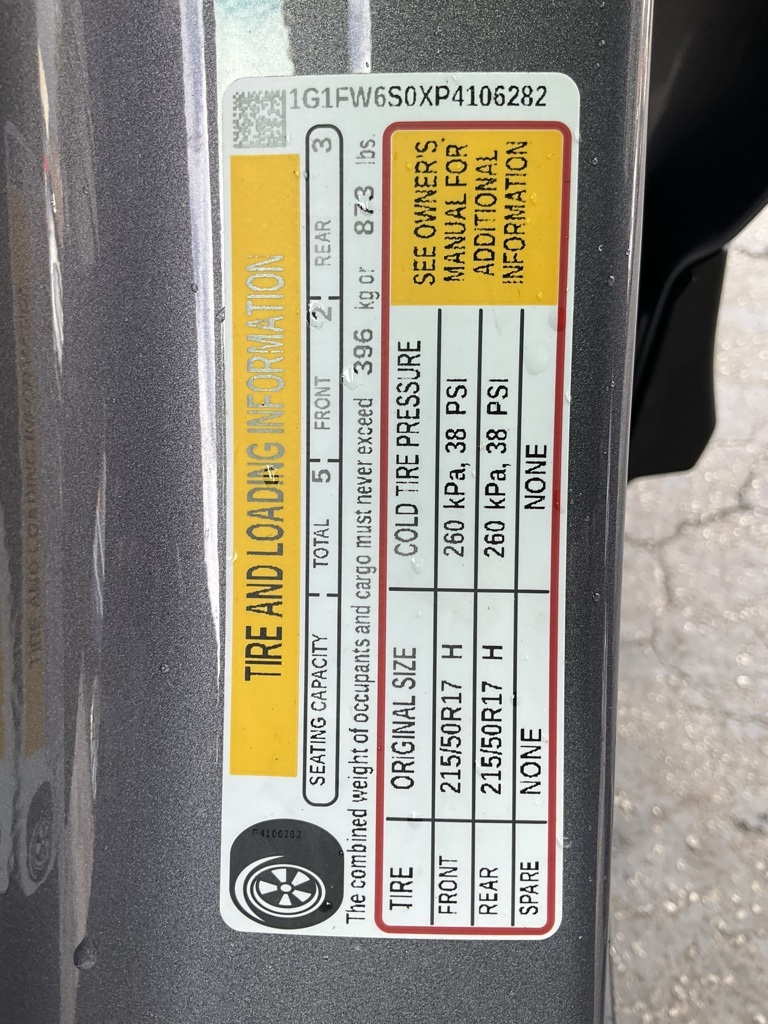 1G1FW6S0XP4106282
TIRE AND LOADING INFORMATION
SEATING CAPACITY TOTAL 5 FRONT 2 REAR 3
The combined weight of occupants and cargo must never exceed 396 kg or 873 lbs.
TIRE ORIGINAL SIZE COLD TIRE PRESSURE
FRONT 215/50R17 H 260 kPa, 38 PSI
REAR 215/50R17 H 260 kPa, 38 PSI
SPARE NONE NONE
SEE OWNER'S
MANUAL FOR
ADDITIONAL
INFORMATION
P4106282